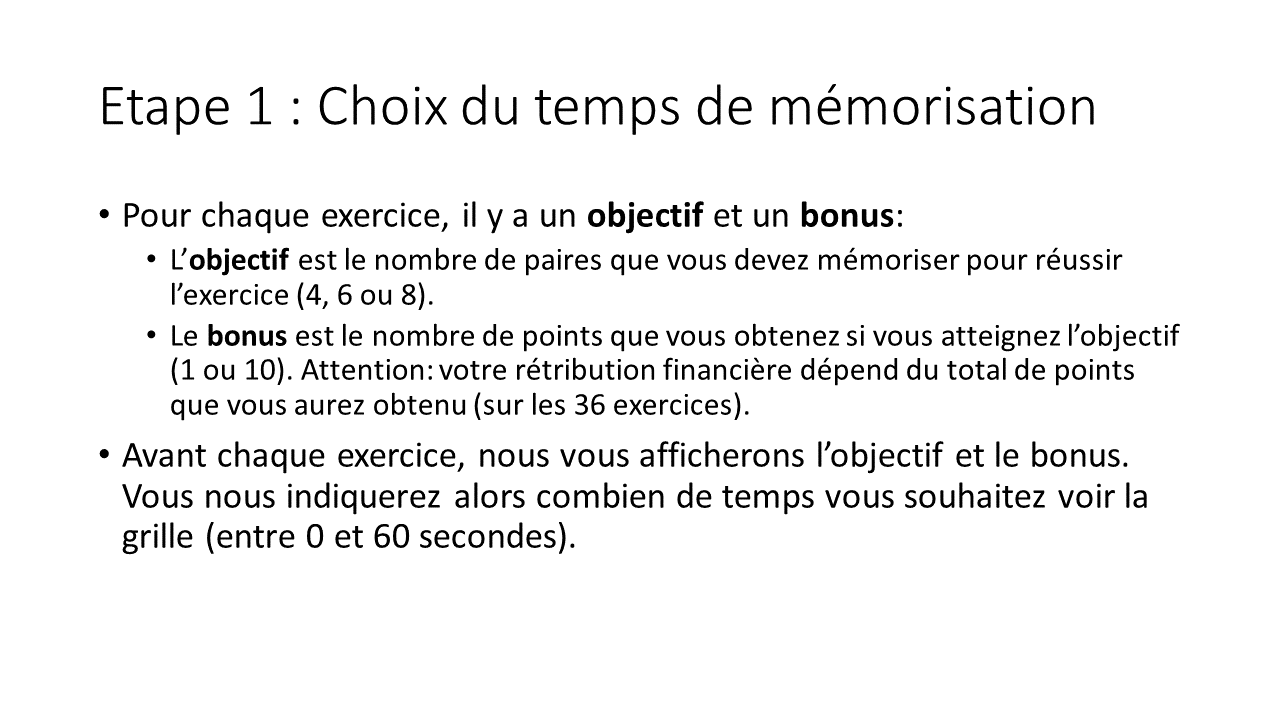 Etape 1 : Choix du temps de mémorisation
• Pour chaque exercice, il y a un objectif et un bonus:
• L’objectif est le nombre de paires que vous devez mémoriser pour réussir
l’exercice (4, 6 ou 8).
• Le bonus est le nombre de points que vous obtenez si vous atteignez l’objectif
(1 ou 10). Attention: votre rétribution financière dépend du total de points
que vous aurez obtenu (sur les 36 exercices).
• Avant chaque exercice, nous vous afficherons l’objectif et le bonus.
Vous nous indiquerez alors combien de temps vous souhaitez voir la
grille (entre 0 et 60 secondes).